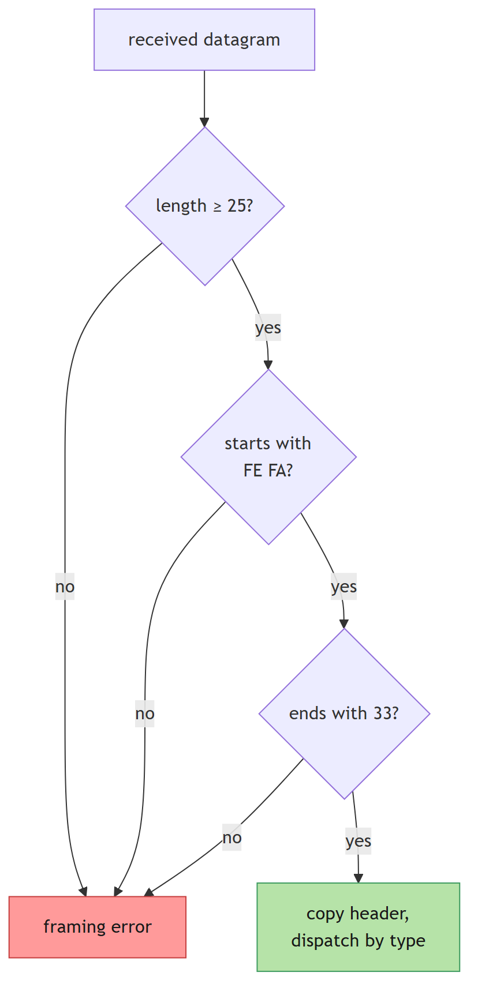 received datagram
length ≥ 25?
yes
starts with
FE FA?
no
yes
no
ends with 33?
no
yes
copy header,
dispatch by type
framing error